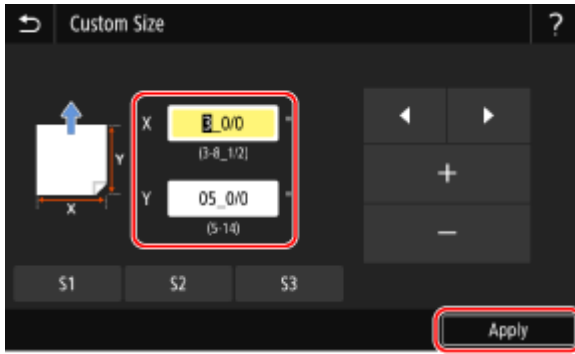 Custom Size ?
X 3_0/0 "
(3-8_1/2)
Y
Y 05_0/0 "
X
(5-14)
+
−
S1 S2 S3
Apply